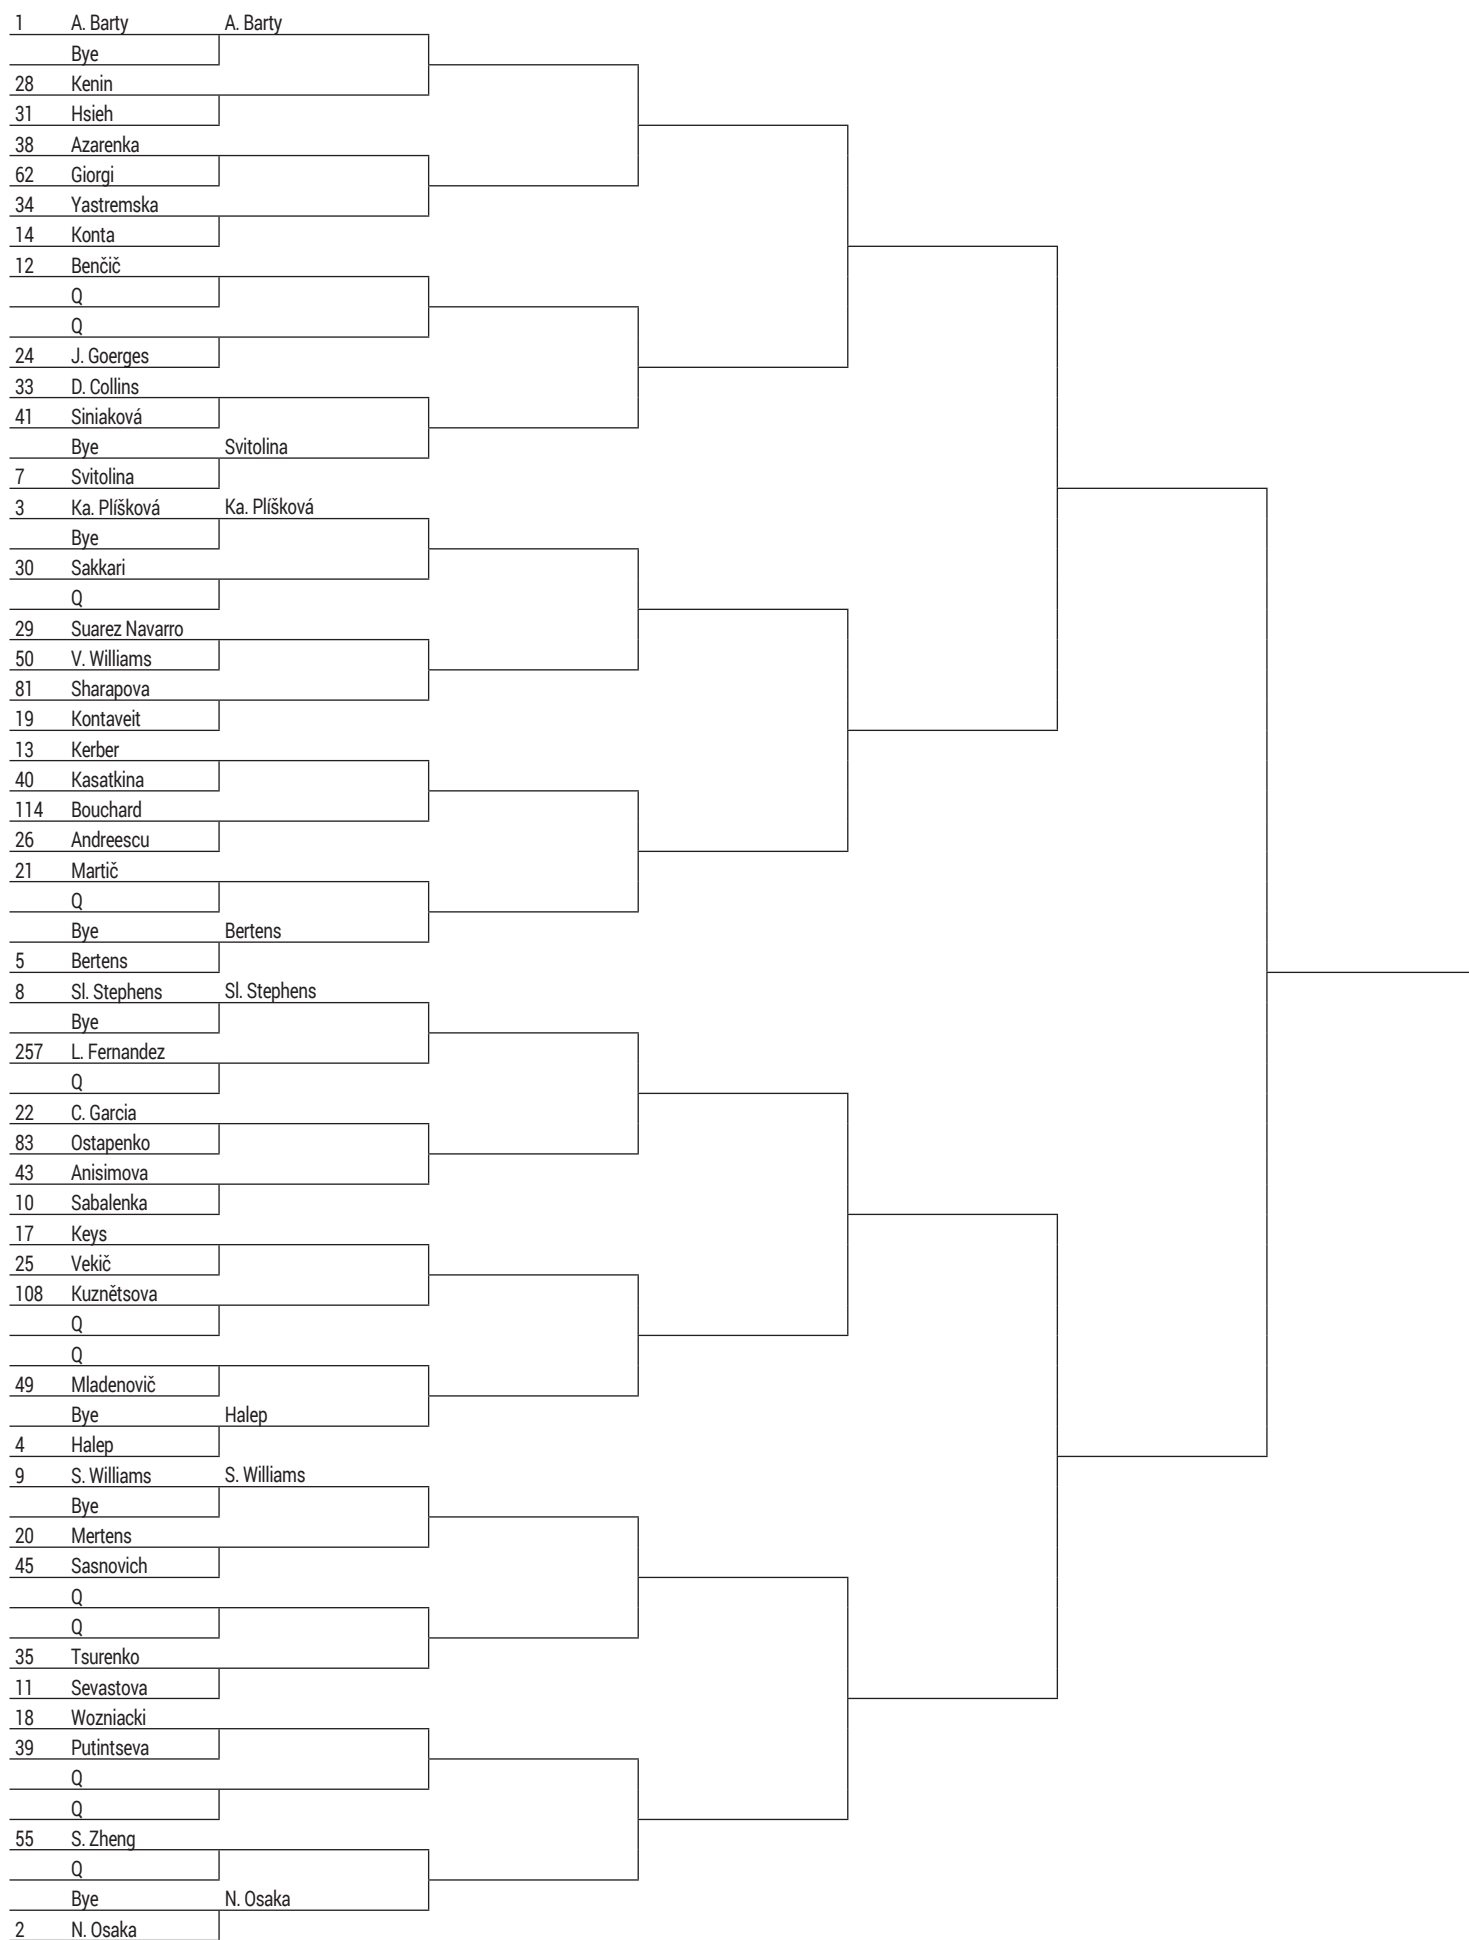 1 A. Barty A. Barty
Bye
28 Kenin
31 Hsieh
38 Azarenka
62 Giorgi
34 Yastremska
14 Konta
12 Benčič
Q
Q
24 J. Goerges
33 D. Collins
41 Siniaková
Bye Svitolina
7 Svitolina
3 Ka. Plíšková Ka. Plíšková
Bye
30 Sakkari
Q
29 Suarez Navarro
50 V. Williams
81 Sharapova
19 Kontaveit
13 Kerber
40 Kasatkina
114 Bouchard
26 Andreescu
21 Martič
Q
Bye Bertens
5 Bertens
8 Sl. Stephens Sl. Stephens
Bye
257 L. Fernandez
Q
22 C. Garcia
83 Ostapenko
43 Anisimova
10 Sabalenka
17 Keys
25 Vekič
108 Kuznětsova
Q
Q
49 Mladenovič
Bye Halep
4 Halep
9 S. Williams S. Williams
Bye
20 Mertens
45 Sasnovich
Q
Q
35 Tsurenko
11 Sevastova
18 Wozniacki
39 Putintseva
Q
Q
55 S. Zheng
Q
Bye N. Osaka
2 N. Osaka